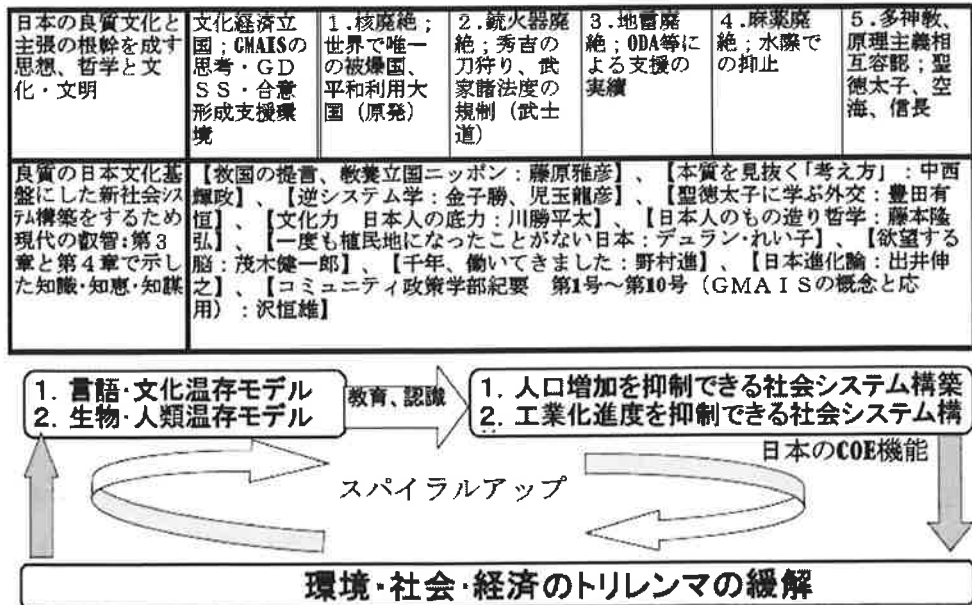 日本の良質文化と
主張の根幹を成す
思想、哲学と文
化・文明
文化経済立
国;GMAISの
思考・GD
SS・合意
形成支援環
境
1.核廃絶;
世界で唯一
の被爆国、
平和利用大
国(原発)
2.銃火器廃
絶;秀吉の
刀狩り、武
家諸法度の
規制(武士
道)
3.地雷廃
絶;ODA等に
よる支援の
実績
4.麻薬廃
絶;水際で
の抑止
5.多神教、
原理主義相
互容認;聖
徳太子、空
海、信長
良質の日本文化基
盤にした新社会シス
テム構築をするため
現代の叡智:第3
章と第4章で示し
た知識・知恵・知謀
【救国の提言、教養立国ニッポン:藤原雅彦】、【本質を見抜く「考え方」:中西
輝政】、【逆システム学:金子勝、児玉龍彦】、【聖徳太子に学ぶ外交:豊田有
恒】、【文化力 日本人の底力:川勝平太】、【日本人のもの造り哲学:藤本隆
弘】、【一度も植民地になったことがない日本:デュラン・れい子】、【欲望する
脳:茂木健一郎】、【千年、働いてきました:野村進】、【日本進化論:出井伸
之】、【コミュニティ政策学部紀要 第1号~第10号(GMAISの概念と応
用):沢恒雄】
1. 言語・文化温存モデル
2. 生物・人類温存モデル
教育、認識
1. 人口増加を抑制できる社会システム構築
2. 工業化進度を抑制できる社会システム構
日本のCOE機能
スパイラルアップ
環境・社会・経済のトリレンマの緩解